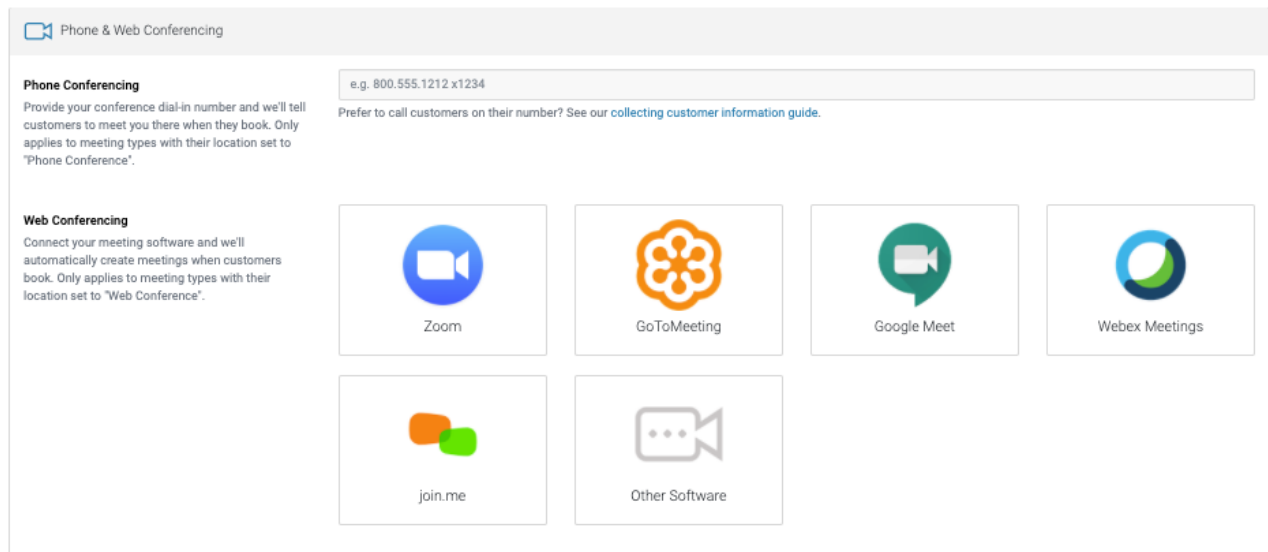 Phone & Web Conferencing
Phone Conferencing
Provide your conference dial-in number and we'll tell
customers to meet you there when they book. Only
applies to meeting types with their location set to
"Phone Conference".
e.g. 800.555.1212 x1234
Prefer to call customers on their number? See our collecting customer information guide.
Web Conferencing
Connect your meeting software and we'll
automatically create meetings when customers
book. Only applies to meeting types with their
location set to "Web Conference".
Zoom
GoToMeeting
Google Meet
Webex Meetings
join.me
Other Software